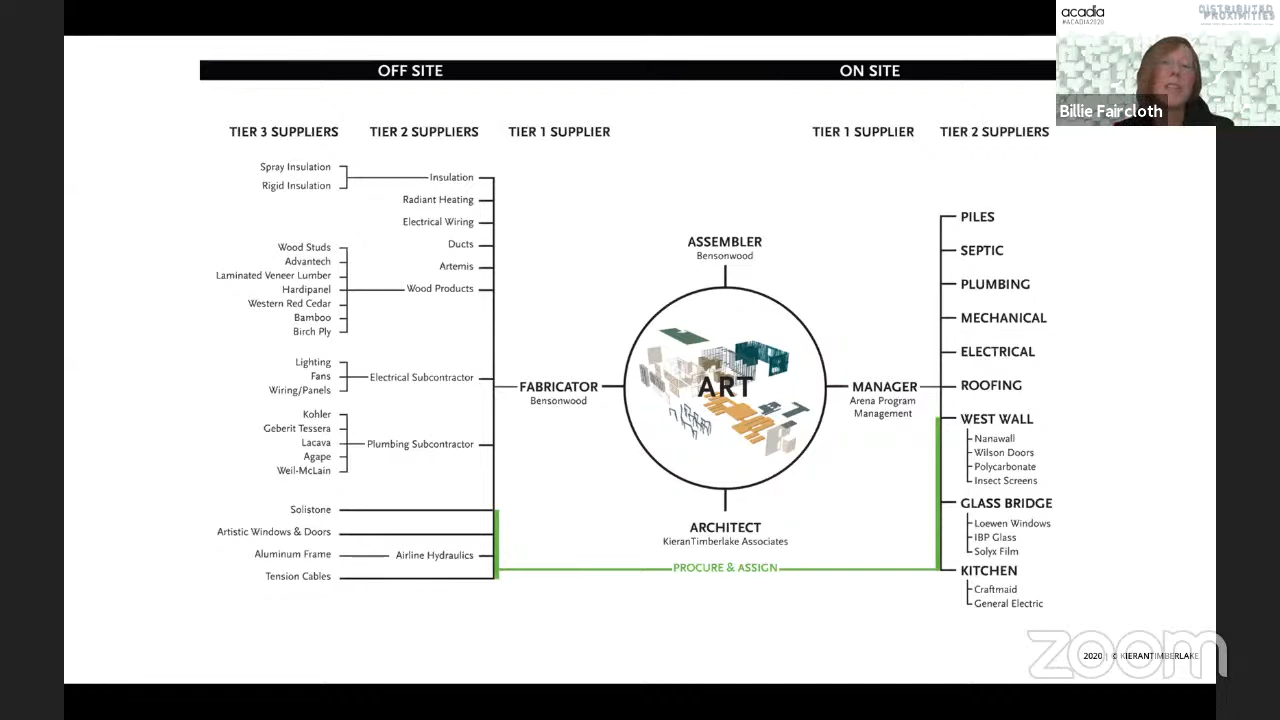 acadia
#ACADIA2020
DISTRIBUTED
PROXIMITIES
Billie Faircloth
OFF SITE
ON SITE
TIER 3 SUPPLIERS
TIER 2 SUPPLIERS
TIER 1 SUPPLIER
TIER 1 SUPPLIER
TIER 2 SUPPLIERS
Spray Insulation
Rigid Insulation
Wood Studs
Advantech
Laminated Veneer Lumber
Hardipanel
Western Red Cedar
Bamboo
Birch Ply
Lighting
Fans
Wiring/Panels
Kohler
Geberit Tessera
Lacava
Agape
Weil-McLain
Solistone
Artistic Windows & Doors
Aluminum Frame
Tension Cables
Insulation
Radiant Heating
Electrical Wiring
Ducts
Artemis
Wood Products
Electrical Subcontractor
Plumbing Subcontractor
Airline Hydraulics
FABRICATOR
Bensonwood
ASSEMBLER
Bensonwood
ART
ARCHITECT
KieranTimberlake Associates
PROCURE & ASSIGN
MANAGER
Arena Program
Management
PILES
SEPTIC
PLUMBING
MECHANICAL
ELECTRICAL
ROOFING
WEST WALL
Nanawall
Wilson Doors
Polycarbonate
Insect Screens
GLASS BRIDGE
Loewen Windows
IBP Glass
Solyx Film
KITCHEN
Craftmaid
General Electric
zoom
2020 | © KIERANTIMBERLAKE